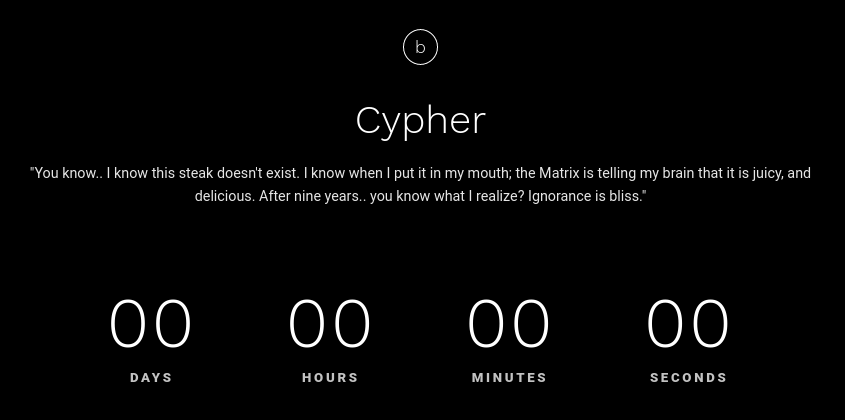 b
Cypher
"You know.. I know this steak doesn't exist. I know when I put it in my mouth; the Matrix is telling my brain that it is juicy, and
delicious. After nine years.. you know what I realize? Ignorance is bliss."
00 00 00 00
DAYS HOURS MINUTES SECONDS